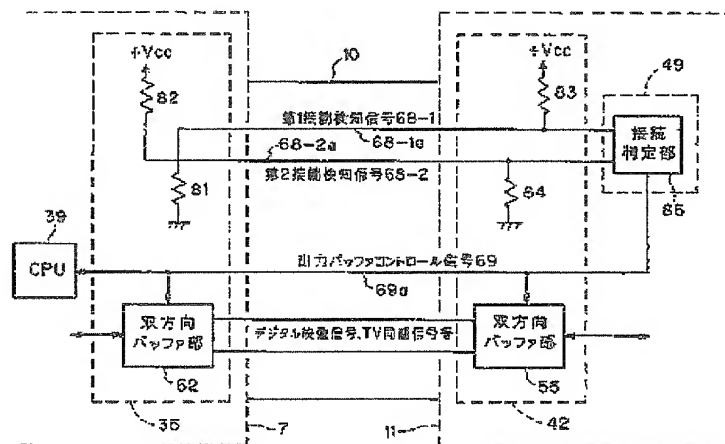 +Vcc
82
10
+Vcc
83
49
第1接続検知信号68-1
68-1a
68-2a
第2接続検知信号68-2
接続
判定部
81
64
85
39
CPU
出力バッファコントロール信号69
69a
双方向
バッファ部
デジタル映像信号、TV同期信号等
双方向
バッファ部
62
55
35
7
11
42